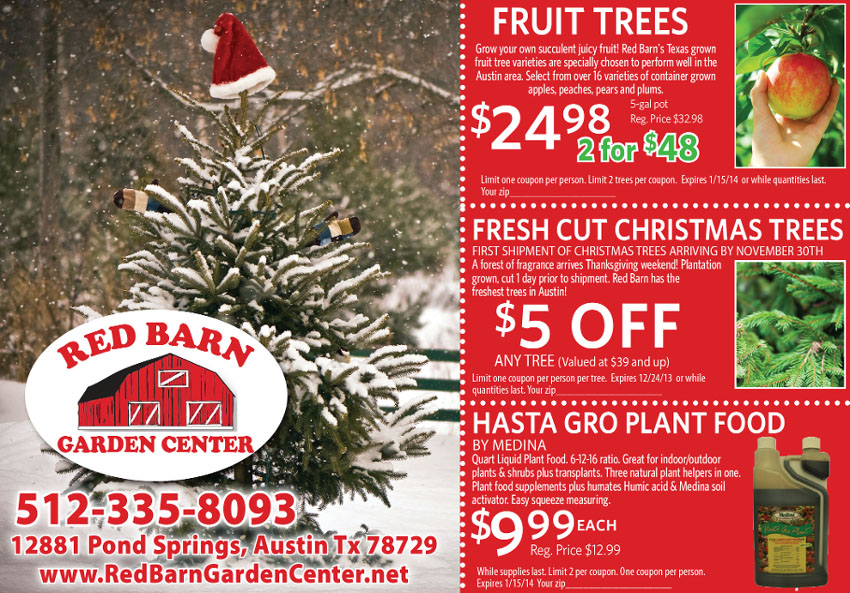 RED BARN
GARDEN CENTER
512-335-8093
12881 Pond Springs, Austin Tx 78729
www.RedBarnGardenCenter.net
FRUIT TREES
Grow your own succulent juicy fruit! Red Barn's Texas grown
fruit tree varieties are specially chosen to perform well in the
Austin area. Select from over 16 varieties of container grown
apples, peaches, pears and plums.
$24 98
5-gal pot
Reg. Price $32.98
2 for $48
Limit one coupon per person. Limit 2 trees per coupon. Expires 1/15/14 or while quantities last.
Your zip____________________
FRESH CUT CHRISTMAS TREES
FIRST SHIPMENT OF CHRISTMAS TREES ARRIVING BY NOVEMBER 30TH
A forest of fragrance arrives Thanksgiving weekend! Plantation
grown, cut 1 day prior to shipment. Red Barn has the
freshest trees in Austin!
$5 OFF
ANY TREE (Valued at $39 and up)
Limit one coupon per person per tree. Expires 12/24/13 or while
quantities last. Your zip____________________
HASTA GRO PLANT FOOD
BY MEDINA
Quart Liquid Plant Food. 6-12-16 ratio. Great for indoor/outdoor
plants & shrubs plus transplants. Three natural plant helpers in one.
Plant food supplements plus humates Humic acid & Medina soil
activator. Easy squeeze measuring.
$9 99 EACH
Reg. Price $12.99
While supplies last. Limit 2 per coupon. One coupon per person.
Expires 1/15/14 Your zip____________________
Medina
Hasta Gro Plant